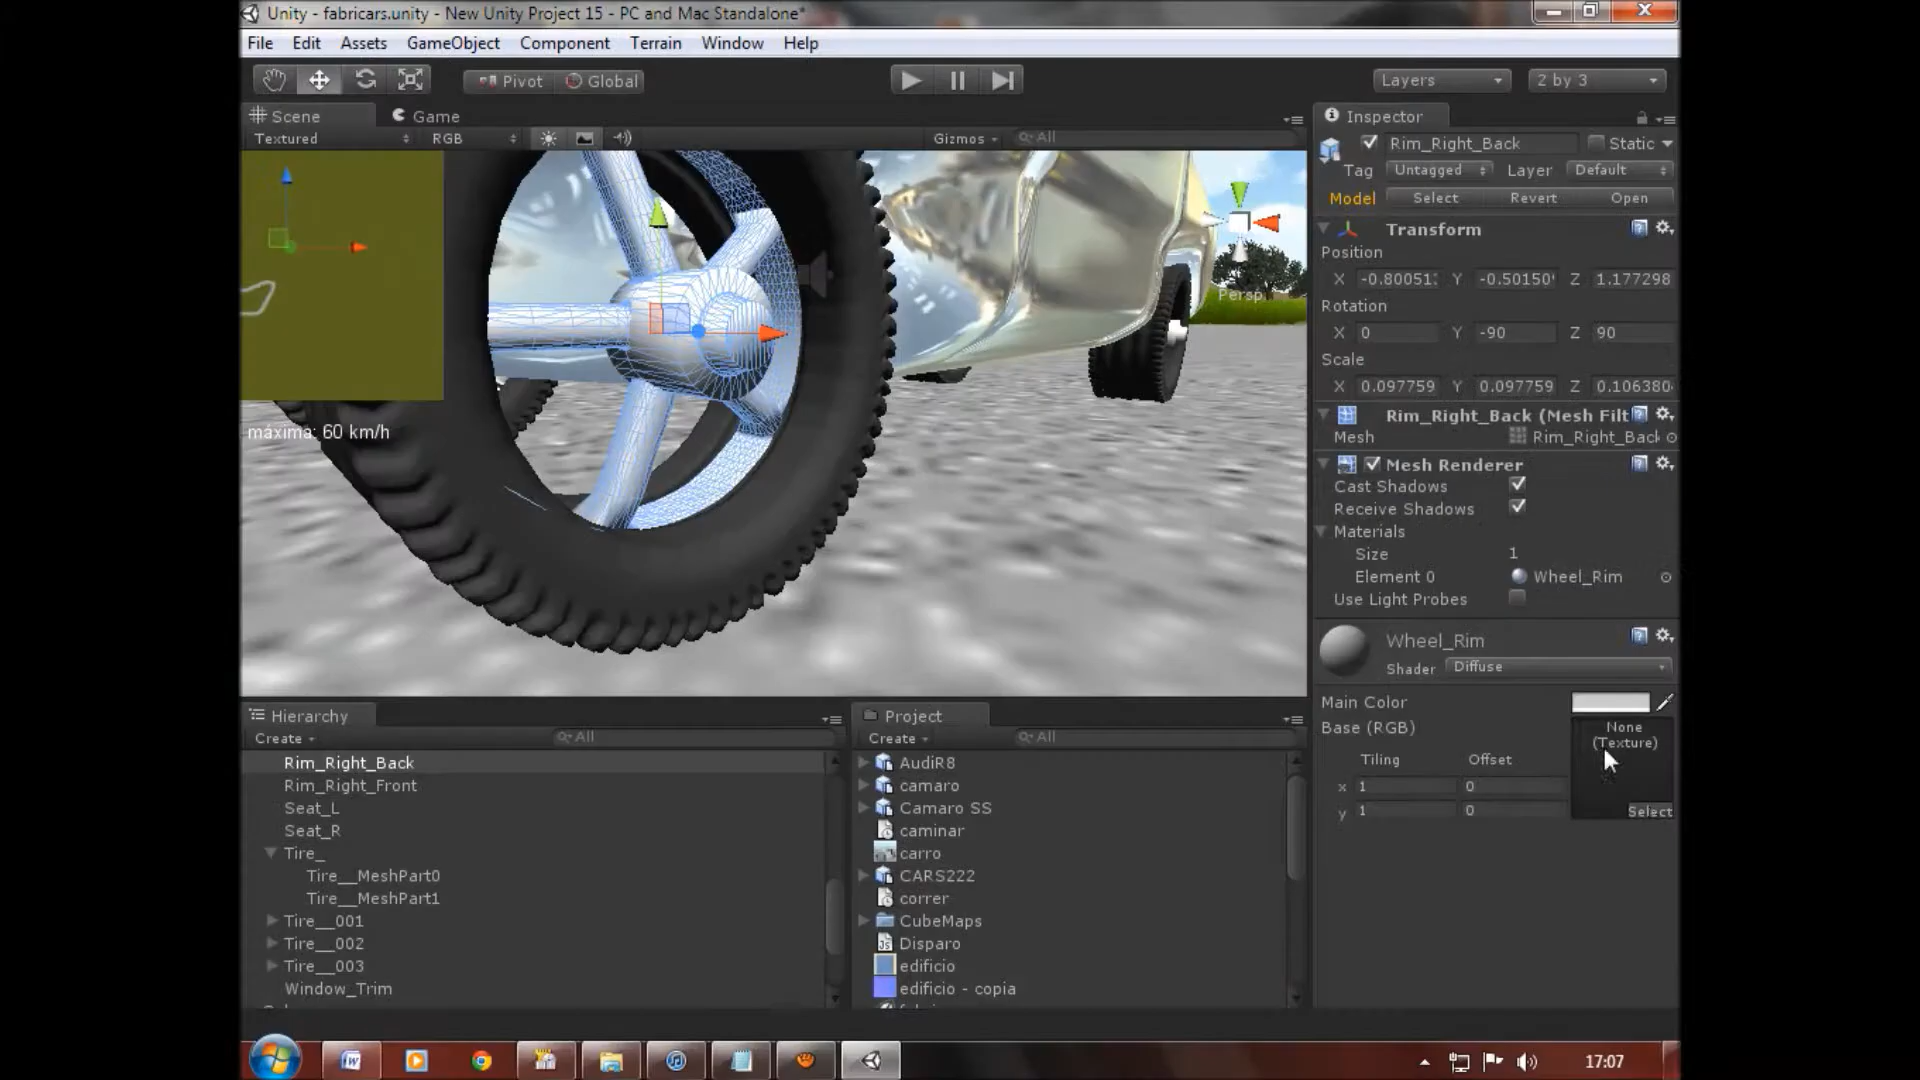 Unity - fabricars.unity - New Unity Project 15 - PC and Mac Standalone*
File Edit Assets GameObject Component Terrain Window Help
Pivot Global Layers 2 by 3
Scene Game
Textured RGB Gizmos All
Persp
máxima: 60 km/h
Inspector
Rim_Right_Back Static
Tag Untagged Layer Default
Model Select Revert Open
Transform
Position
X -0.80051 Y -0.50150 Z 1.177298
Rotation
X 0 Y -90 Z 90
Scale
X 0.097759 Y 0.097759 Z 0.106380
Rim_Right_Back (Mesh Filt
Mesh Rim_Right_Back
Mesh Renderer
Cast Shadows
Receive Shadows
Materials
Size 1
Element 0 Wheel_Rim
Use Light Probes
Wheel_Rim
Shader Diffuse
Main Color
Base (RGB) None
(Texture)
Tiling Offset
x 1 0
y 1 0
Select
Hierarchy
Create All
Rim_Right_Back
Rim_Right_Front
Seat_L
Seat_R
Tire_
Tire__MeshPart0
Tire__MeshPart1
Tire__001
Tire__002
Tire__003
Window_Trim
Project
Create All
AudiR8
camaro
Camaro SS
caminar
carro
CARS222
correr
CubeMaps
Disparo
edificio
edificio - copia
17:07